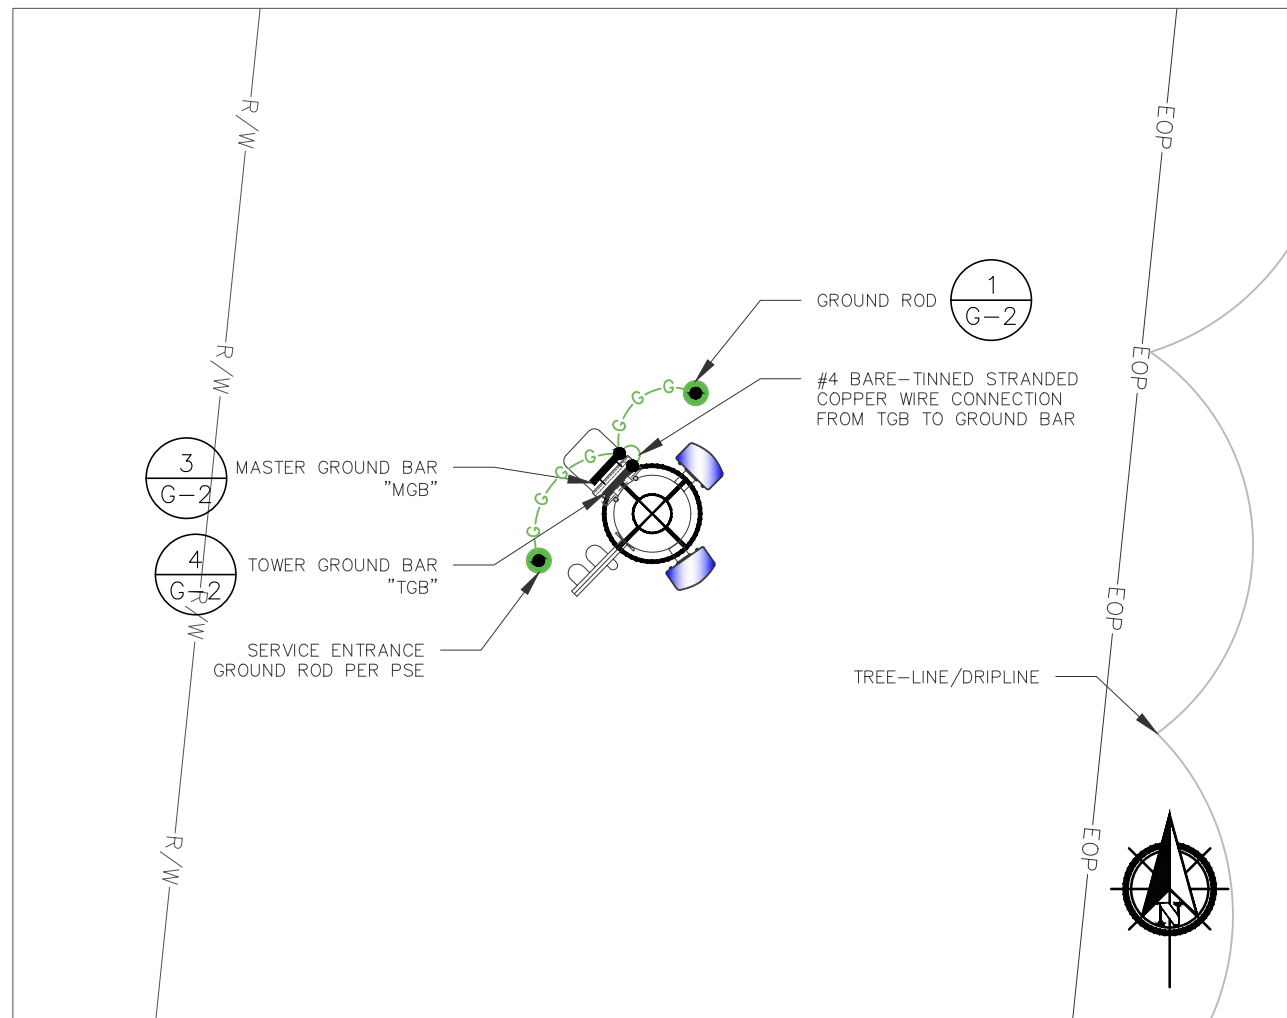 R/W
EOP
1
G-2
GROUND ROD
#4 BARE-TINNED STRANDED
COPPER WIRE CONNECTION
FROM TGB TO GROUND BAR
R/W
EOP
G
G
G
G
G
G
G
G
3
G-2
MASTER GROUND BAR
"MGB"
4
G-2
TOWER GROUND BAR
"TGB"
R/W
EOP
SERVICE ENTRANCE
GROUND ROD PER PSE
TREE-LINE/DRIPLINE
R/W
EOP
N